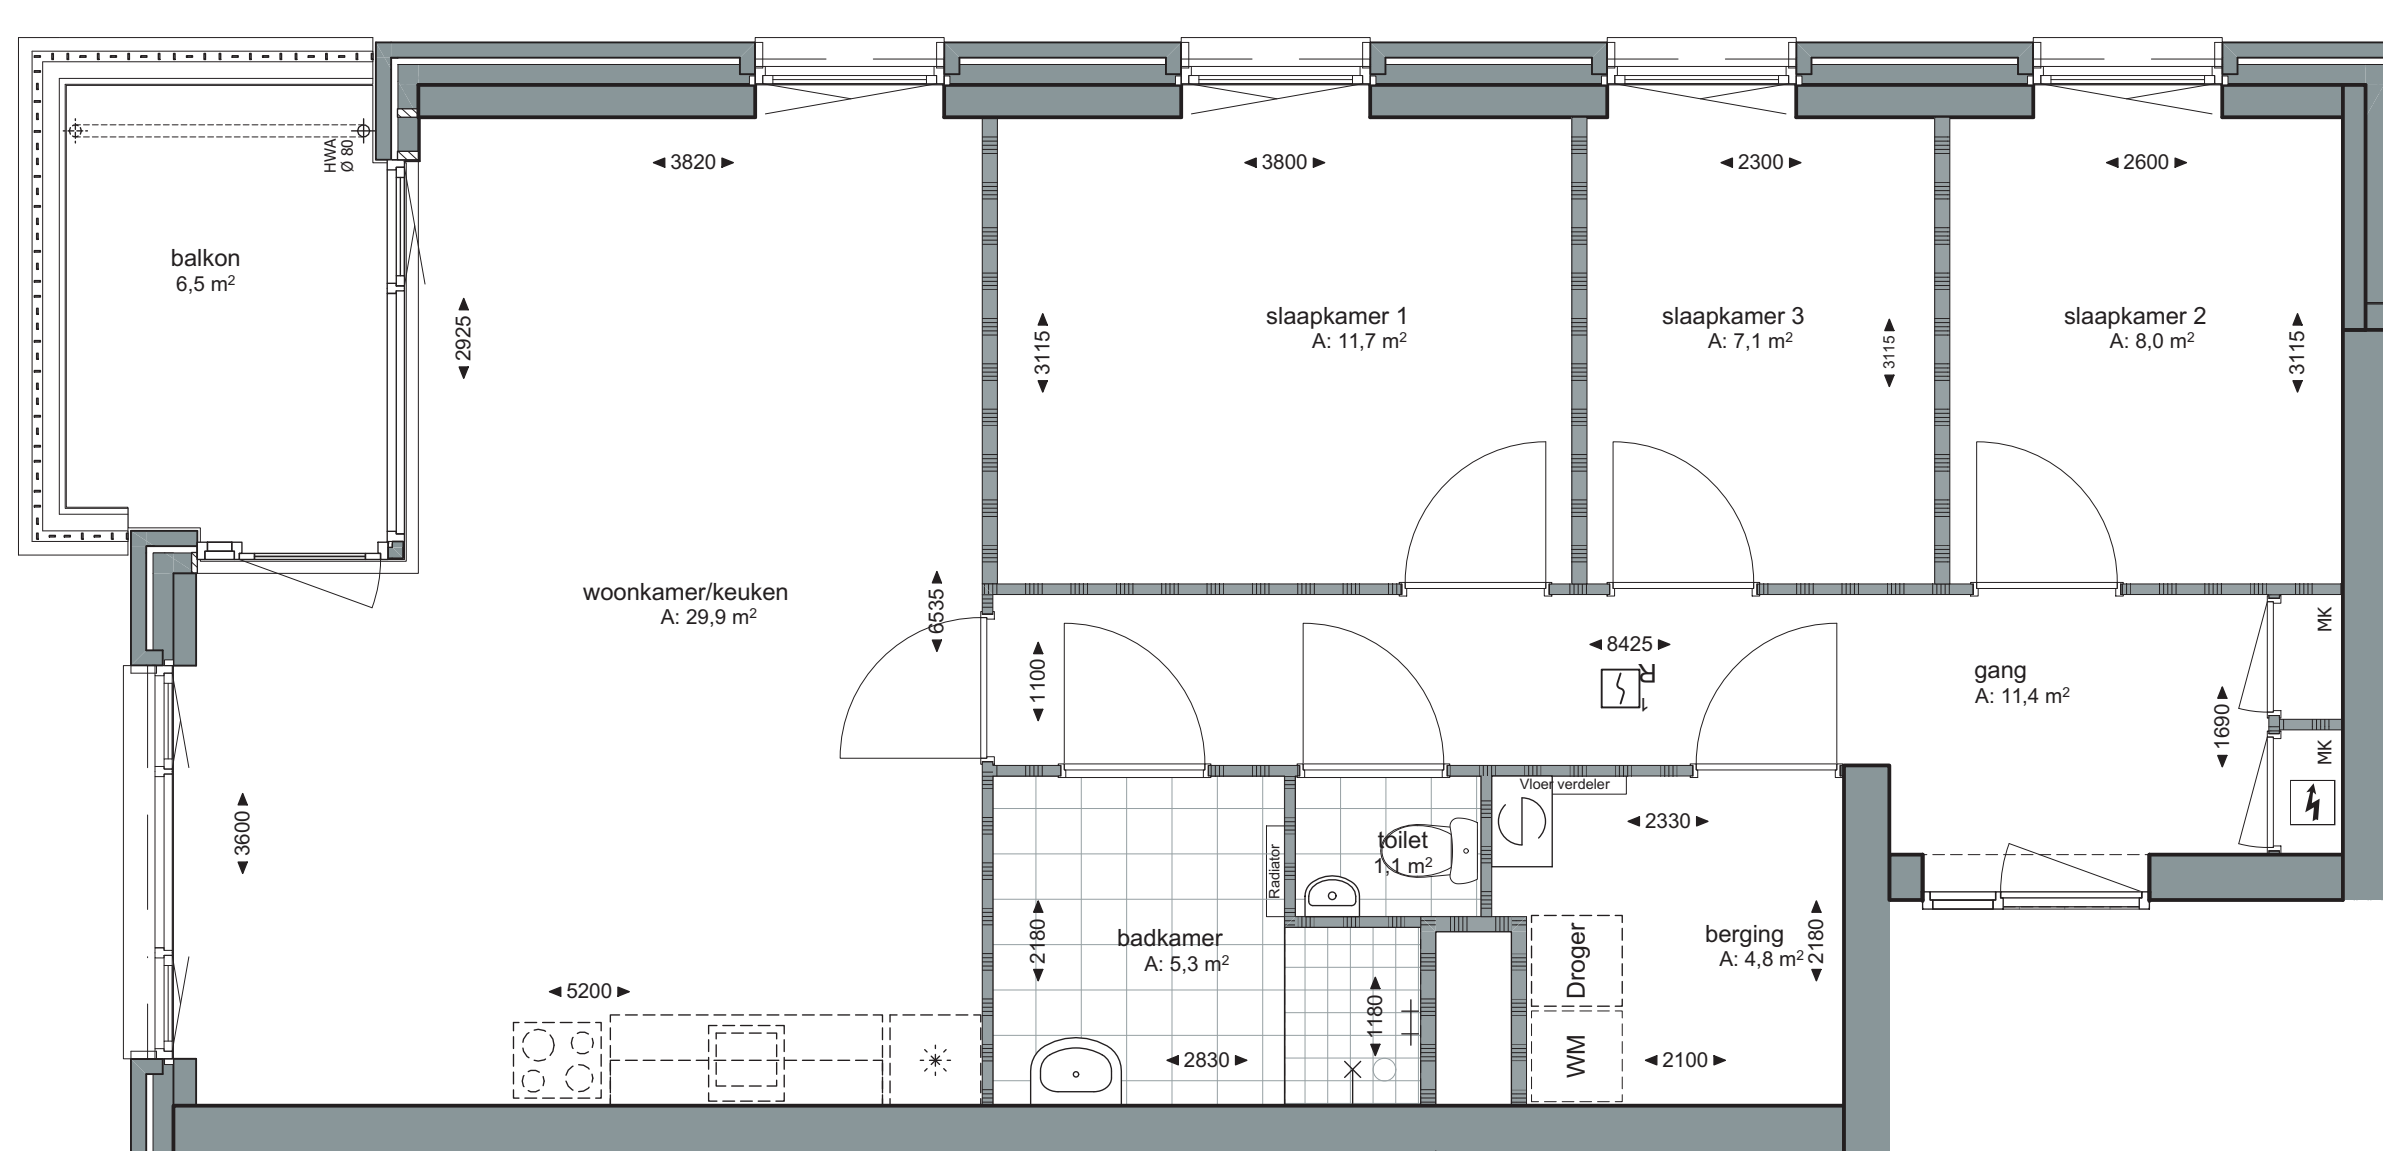 3820
3800
2300
2600
HWA
Ø 80
balkon
6,5 m²
2925
3115
slaapkamer 1
A: 11,7 m²
slaapkamer 3
A: 7,1 m²
3115
slaapkamer 2
A: 8,0 m²
3115
woonkamer/keuken
A: 29,9 m²
6535
1100
8425
R
1
gang
A: 11,4 m²
1690
MK
MK
3600
Vloer verdeler
2330
toilet
1,1 m²
Radiator
2180
badkamer
A: 5,3 m²
Droger
berging
A: 4,8 m²
2180
5200
1180
2830
WM
2100